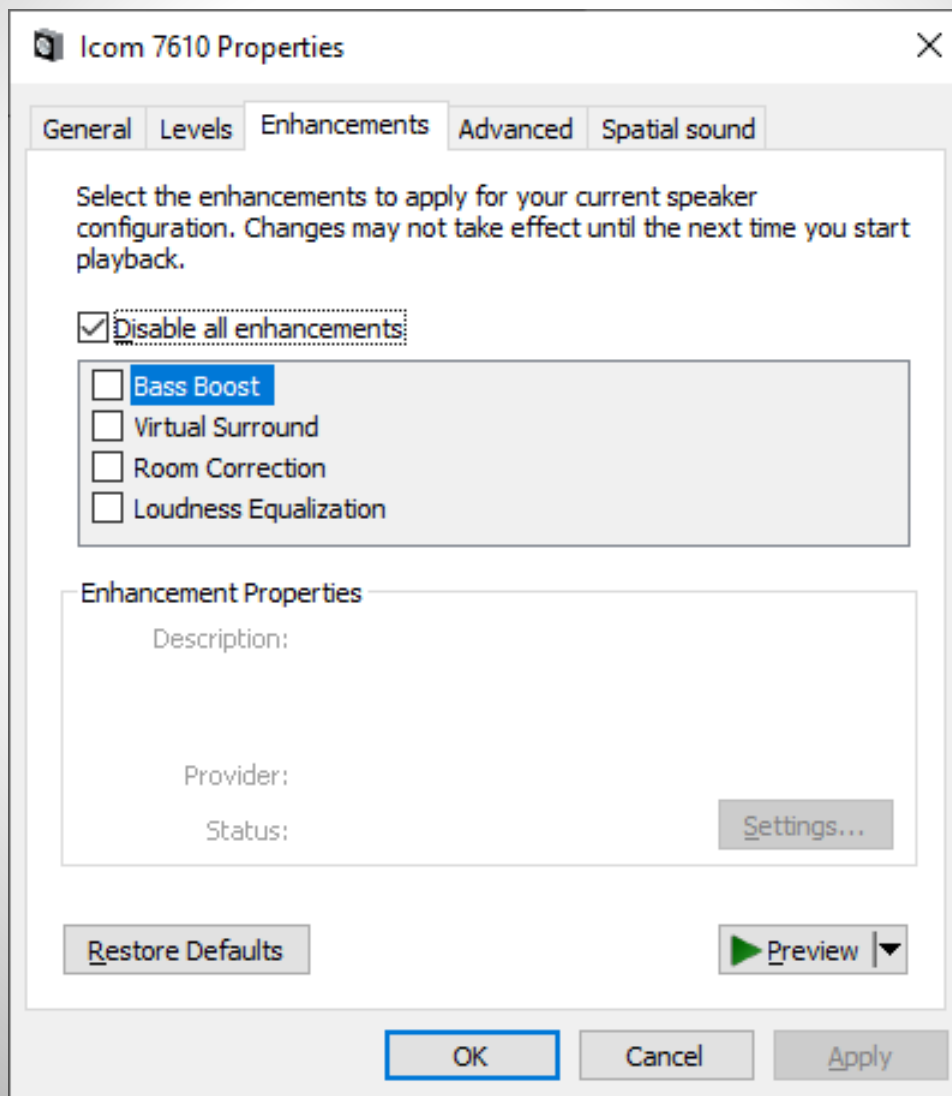 Icom 7610 Properties
General Levels Enhancements Advanced Spatial sound
Select the enhancements to apply for your current speaker
configuration. Changes may not take effect until the next time you start
playback.
Disable all enhancements
Bass Boost
Virtual Surround
Room Correction
Loudness Equalization
Enhancement Properties
Description:
Provider:
Status:
Settings...
Restore Defaults
Preview
OK Cancel Apply